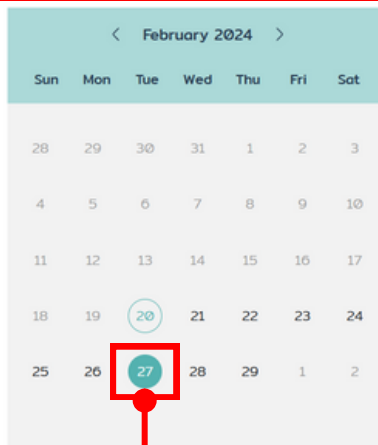 < February 2024 >
Sun Mon Tue Wed Thu Fri Sat
28 29 30 31 1 2 3
4 5 6 7 8 9 10
11 12 13 14 15 16 17
18 19 20 21 22 23 24
25 26 27 28 29 1 2